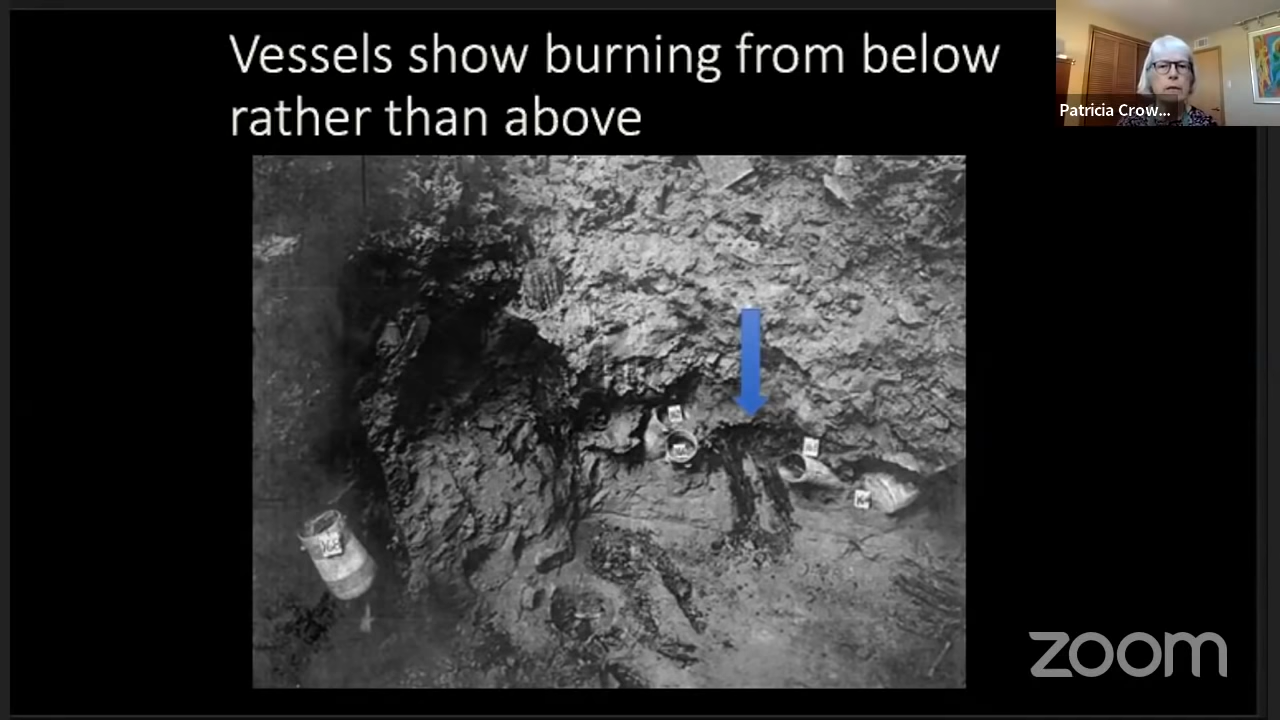 Vessels show burning from below
rather than above
Patricia Crow...
zoom